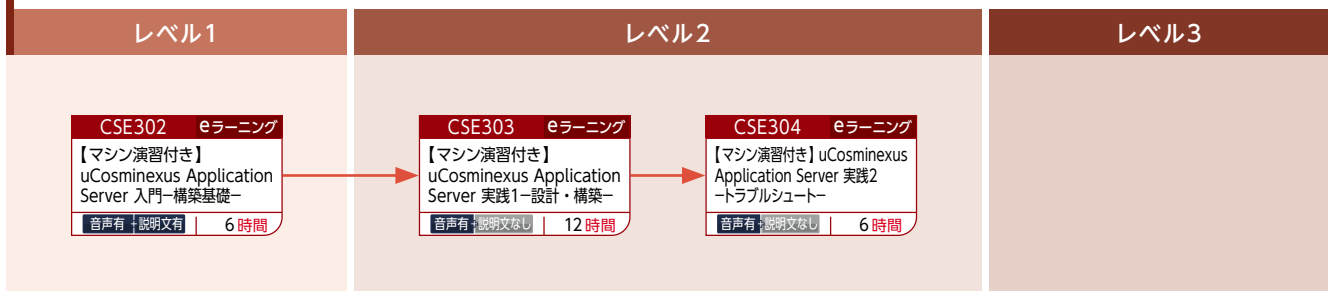 レベル1
レベル2
レベル3
CSE302 eラーニング
【マシン演習付き】
uCosminexus Application
Server 入門−構築基礎−
音声有 + 説明文有 6時間
CSE303 eラーニング
【マシン演習付き】
uCosminexus Application
Server 実践1−設計・構築−
音声有 + 説明文なし 12時間
CSE304 eラーニング
【マシン演習付き】uCosminexus
Application Server 実践2
−トラブルシュート−
音声有 + 説明文なし 6時間